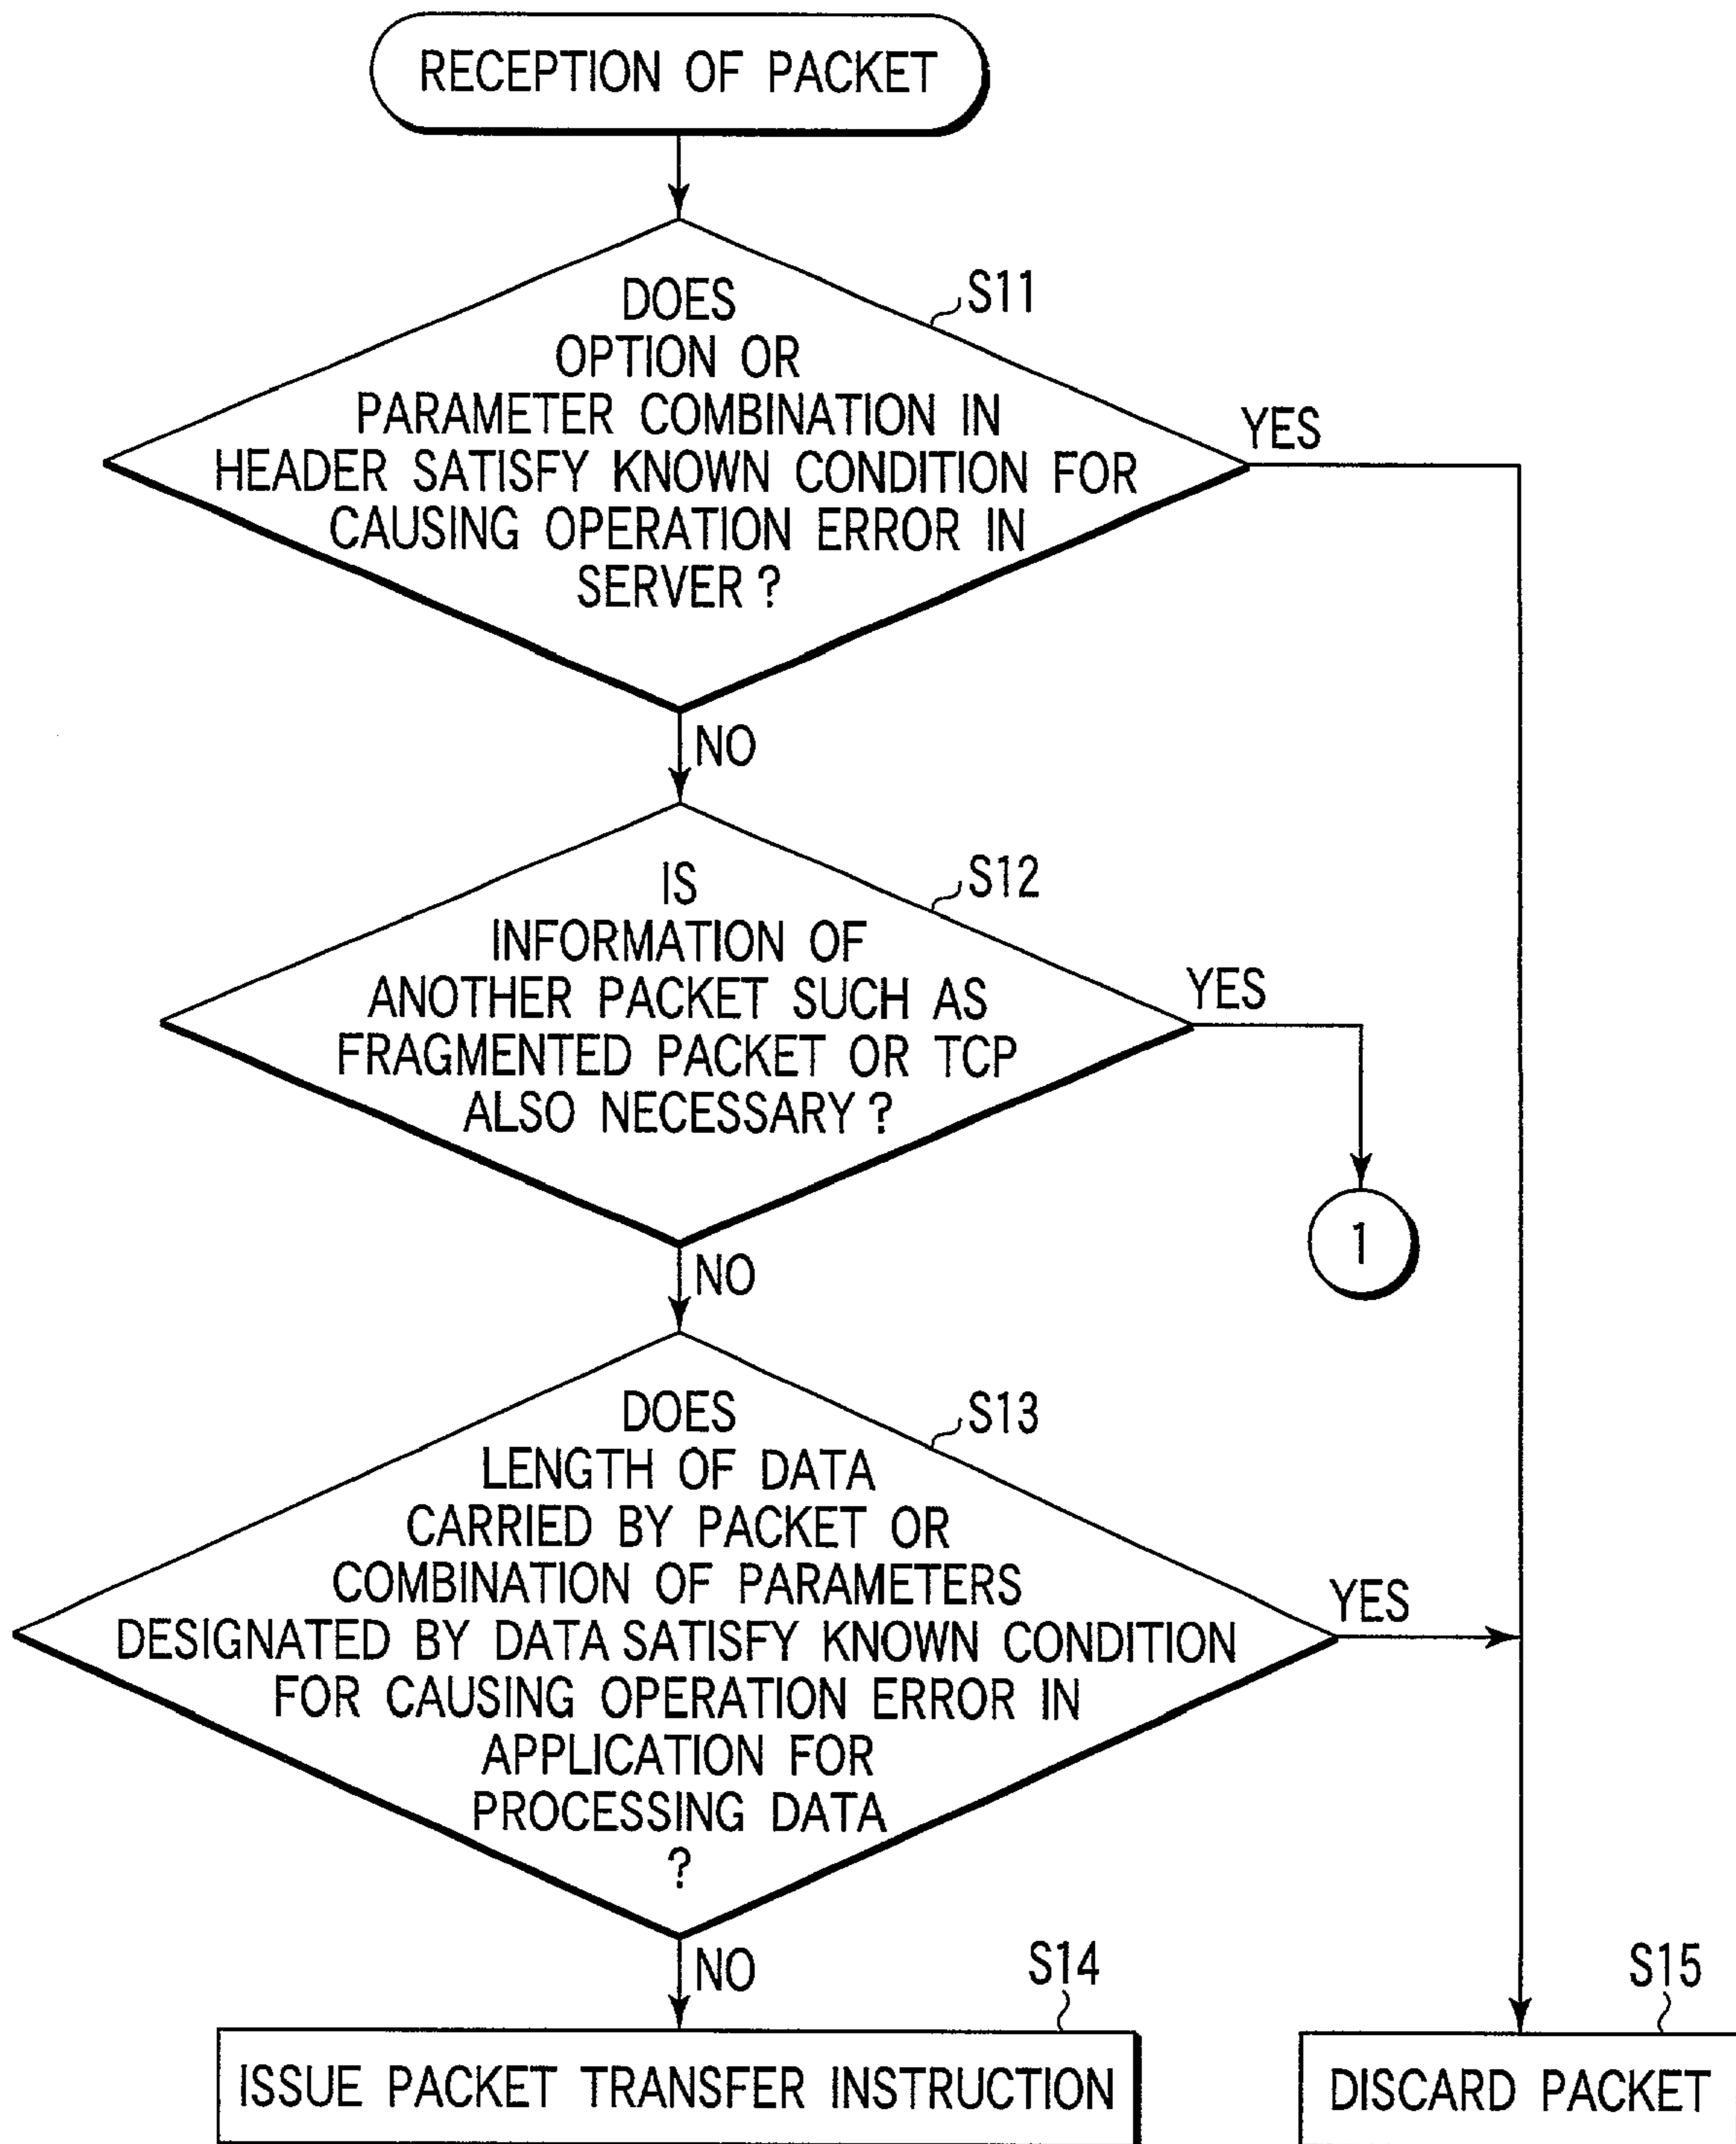 RECEPTION OF PACKET
S11
DOES
OPTION OR
PARAMETER COMBINATION IN
HEADER SATISFY KNOWN CONDITION FOR
CAUSING OPERATION ERROR IN
SERVER ?
YES
NO
S12
IS
INFORMATION OF
ANOTHER PACKET SUCH AS
FRAGMENTED PACKET OR TCP
ALSO NECESSARY ?
YES
1
NO
S13
DOES
LENGTH OF DATA
CARRIED BY PACKET OR
COMBINATION OF PARAMETERS
DESIGNATED BY DATA SATISFY KNOWN CONDITION
FOR CAUSING OPERATION ERROR IN
APPLICATION FOR
PROCESSING DATA
?
YES
NO
S14
ISSUE PACKET TRANSFER INSTRUCTION
S15
DISCARD PACKET